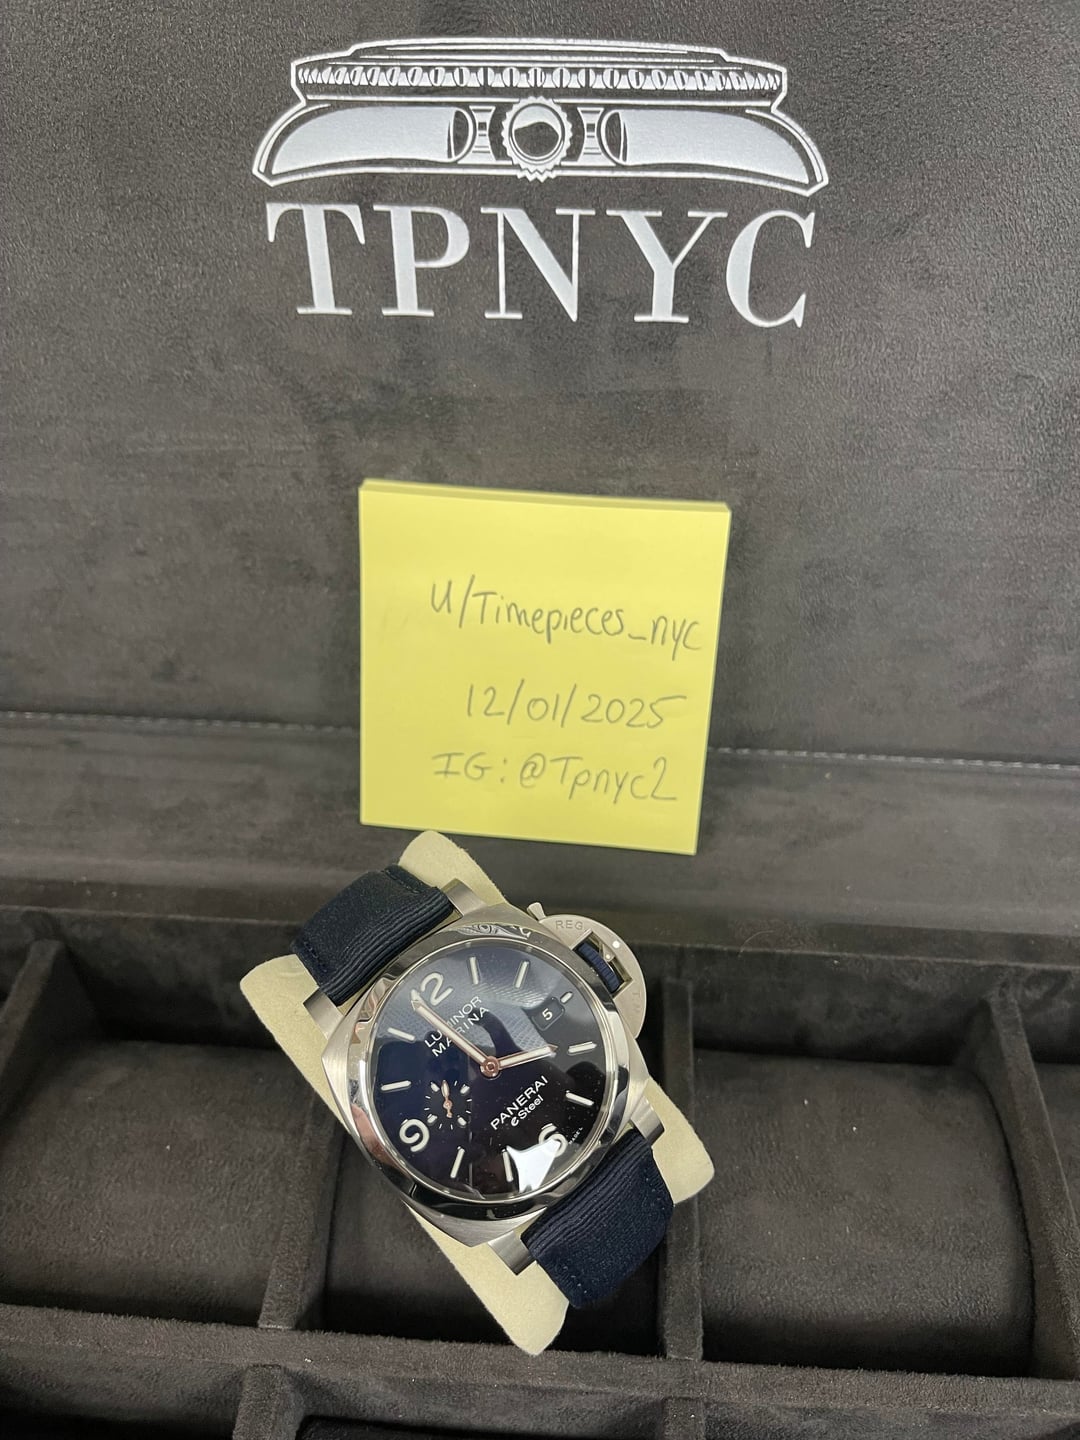 TPNYC
u/Timepieces_nyc
12/01/2025
IG: @Tpnyc2
REG.
12
LUMINOR
MARINA
5
PANERAI
eSteel
9
6